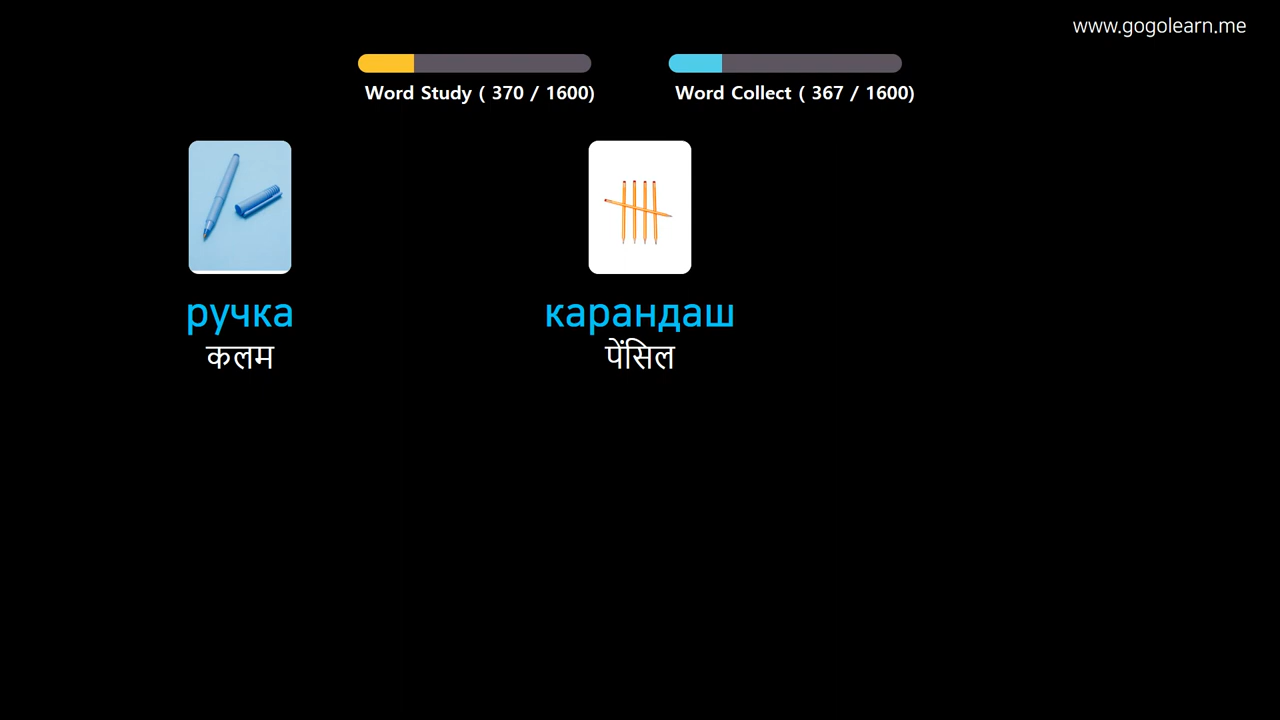 www.gogolearn.me
Word Study ( 370 / 1600)
Word Collect ( 367 / 1600)
ручка
कलम
карандаш
पेंसिल